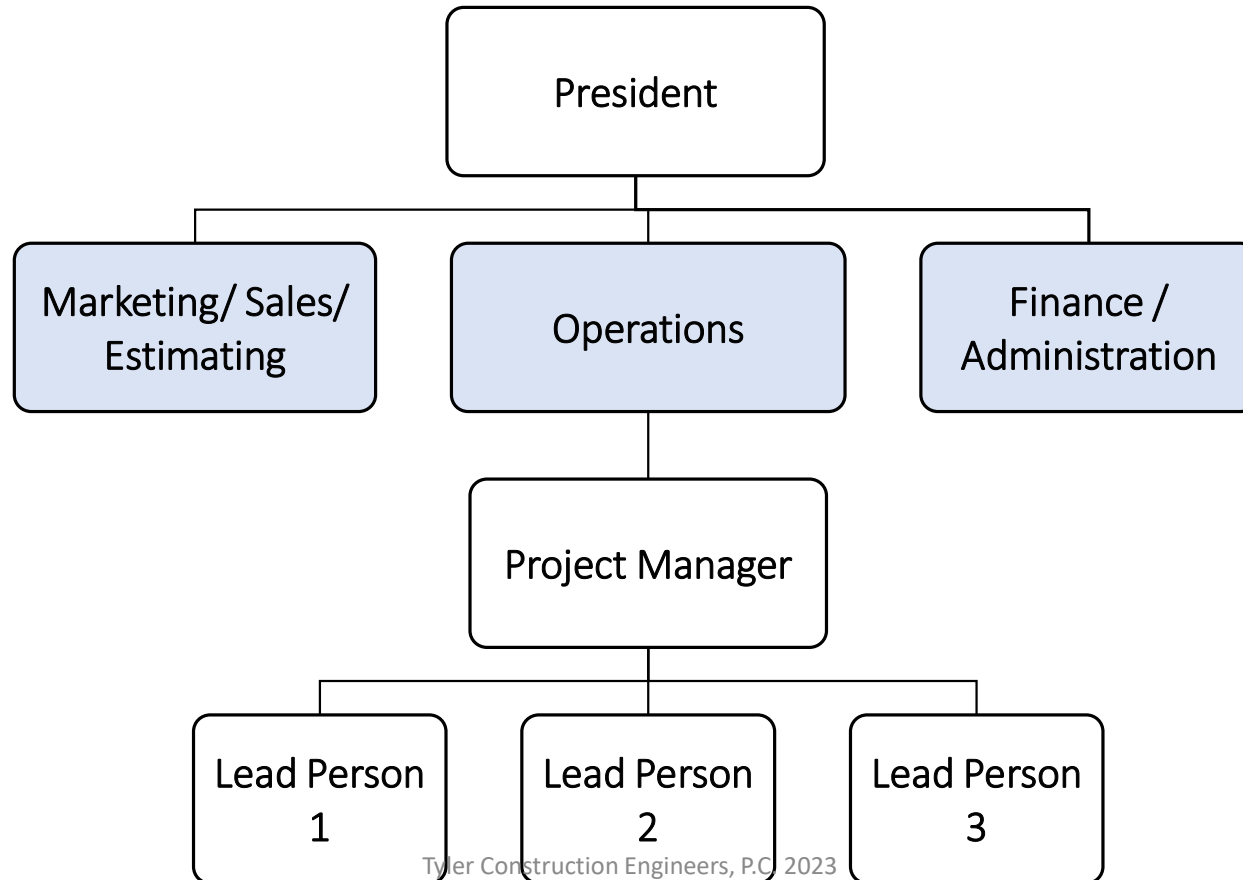 President
Marketing/ Sales/
Estimating
Operations
Finance /
Administration
Project Manager
Lead Person
1
Lead Person
2
Lead Person
3
Tyler Construction Engineers, P.C. 2023